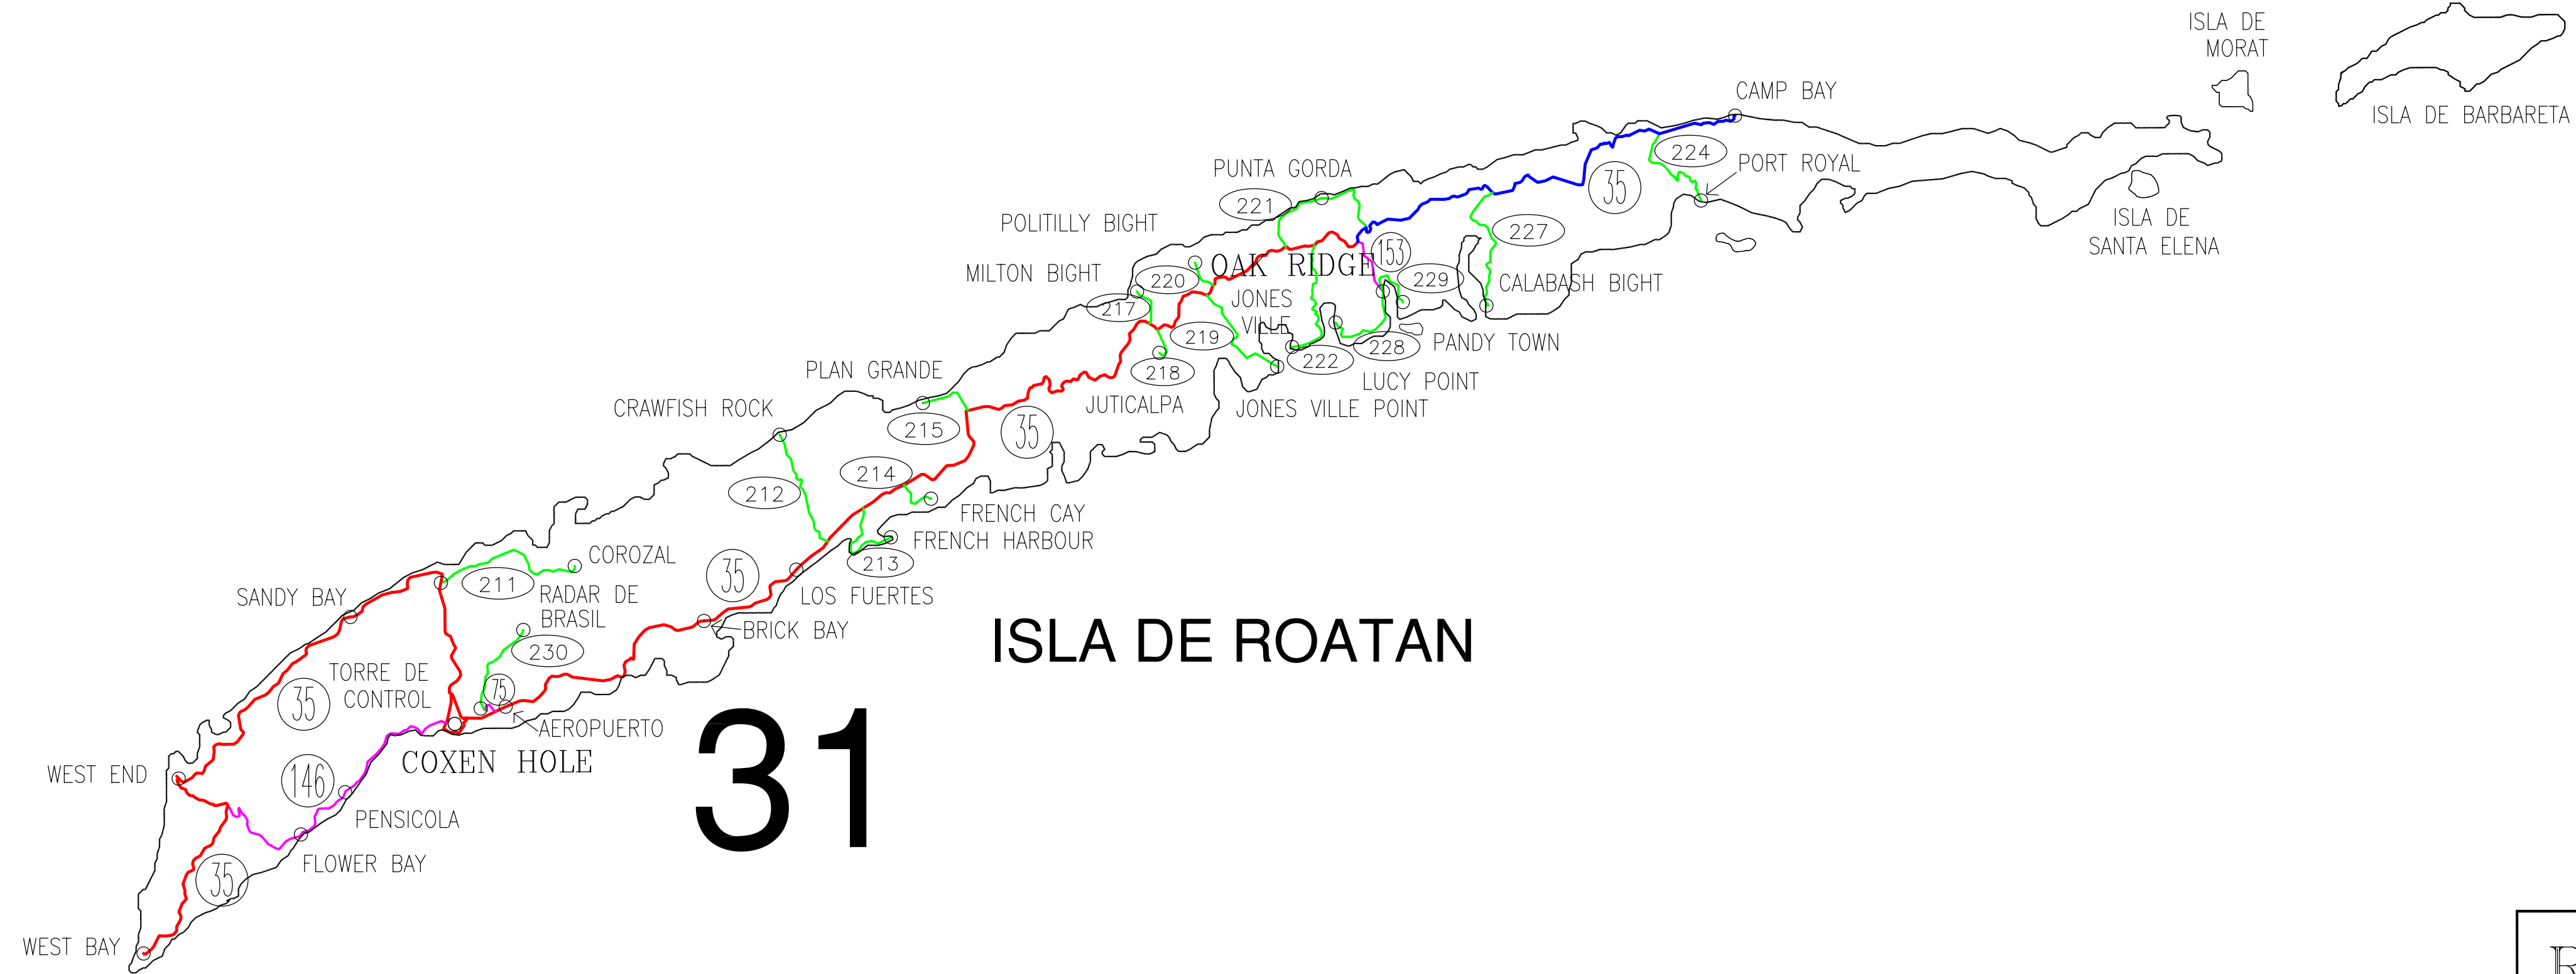 ISLA DE
MORAT
ISLA DE BARBARETA
CAMP BAY
224
PORT ROYAL
35
ISLA DE
SANTA ELENA
PUNTA GORDA
221
POLITILLY BIGHT
227
153
OAK RIDGE
MILTON BIGHT
220
229
CALABASH BIGHT
217
JONES
VILLE
219
228
PANDY TOWN
222
218
LUCY POINT
JUTICALPA
JONES VILLE POINT
PLAN GRANDE
CRAWFISH ROCK
215
35
214
212
FRENCH CAY
FRENCH HARBOUR
213
COROZAL
211
35
RADAR DE
BRASIL
SANDY BAY
LOS FUERTES
BRICK BAY
230
ISLA DE ROATAN
TORRE DE
CONTROL
75
35
AEROPUERTO
31
COXEN HOLE
WEST END
146
PENSICOLA
FLOWER BAY
35
WEST BAY